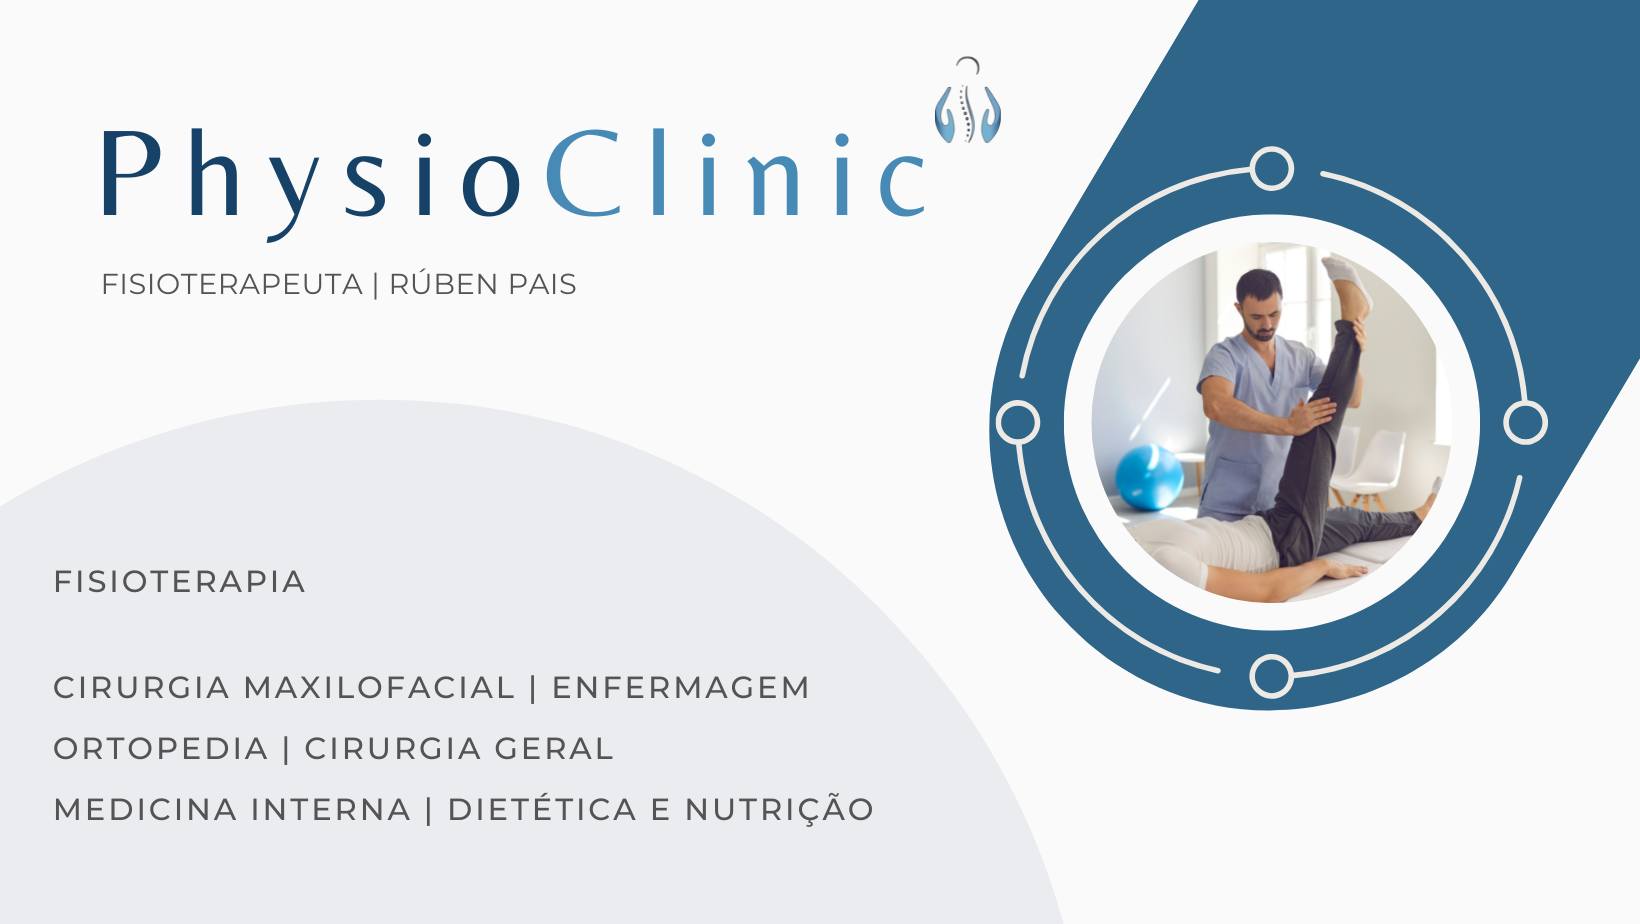 PhysioClinic
FISIOTERAPEUTA | RÚBEN PAIS
FISIOTERAPIA
CIRURGIA MAXILOFACIAL | ENFERMAGEM
ORTOPEDIA | CIRURGIA GERAL
MEDICINA INTERNA | DIETÉTICA E NUTRIÇÃO